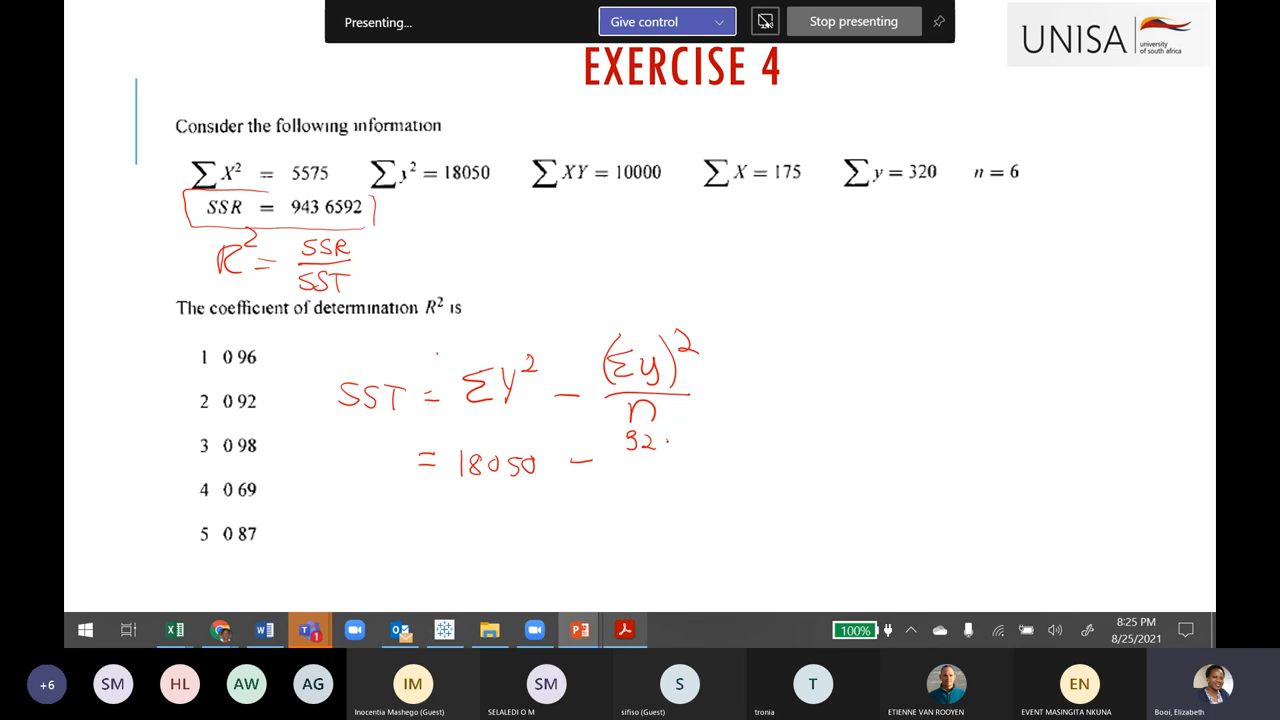 Presenting...
Give control
Stop presenting
UNISA university of south africa
EXERCISE 4
Consider the following information
∑ X² = 5575 ∑ y² = 18050 ∑ XY = 10000 ∑ X = 175 ∑ y = 320 n = 6
SSR = 943 6592
R² = SSR / SST
The coefficient of determination R² is
1 0 96
2 0 92
3 0 98
4 0 69
5 0 87
SST = ΣY² - (Σy)² / n
= 18050 - 32
100%
8:25 PM
8/25/2021
+6
SM
HL
AW
AG
IM
Inocentia Mashego (Guest)
SM
SELALEDI O M
S
sifiso (Guest)
T
tronia
ETIENNE VAN ROOYEN
EN
EVENT MASINGITA NKUNA
Booi, Elizabeth